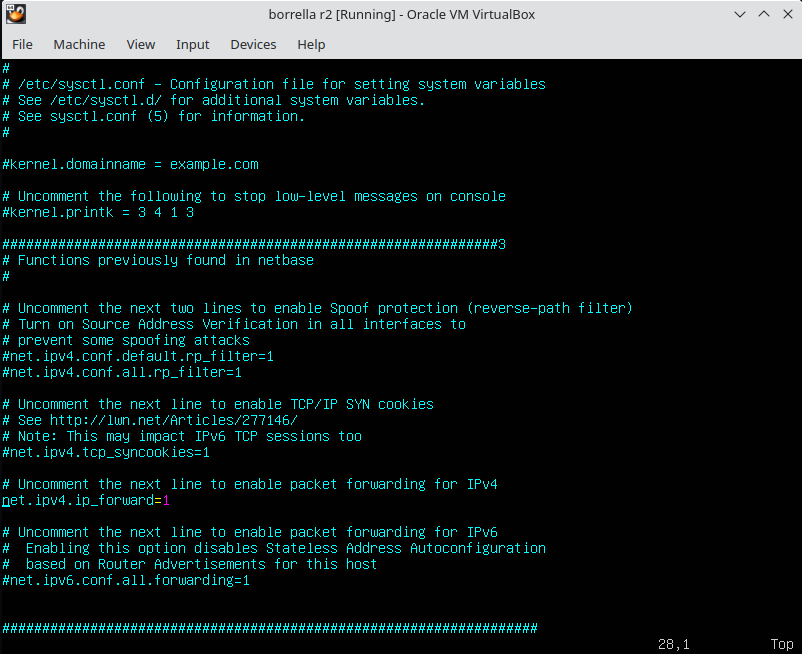 borrella r2 [Running] - Oracle VM VirtualBox
File Machine View Input Devices Help
#
# /etc/sysctl.conf - Configuration file for setting system variables
# See /etc/sysctl.d/ for additional system variables.
# See sysctl.conf (5) for information.
#
#kernel.domainname = example.com
# Uncomment the following to stop low-level messages on console
#kernel.printk = 3 4 1 3
##############################################################3
# Functions previously found in netbase
#
# Uncomment the next two lines to enable Spoof protection (reverse-path filter)
# Turn on Source Address Verification in all interfaces to
# prevent some spoofing attacks
#net.ipv4.conf.default.rp_filter=1
#net.ipv4.conf.all.rp_filter=1
# Uncomment the next line to enable TCP/IP SYN cookies
# See http://lwn.net/Articles/277146/
# Note: This may impact IPv6 TCP sessions too
#net.ipv4.tcp_syncookies=1
# Uncomment the next line to enable packet forwarding for IPv4
net.ipv4.ip_forward=1
# Uncomment the next line to enable packet forwarding for IPv6
#  Enabling this option disables Stateless Address Autoconfiguration
#  based on Router Advertisements for this host
#net.ipv6.conf.all.forwarding=1
###################################################################
28,1 Top